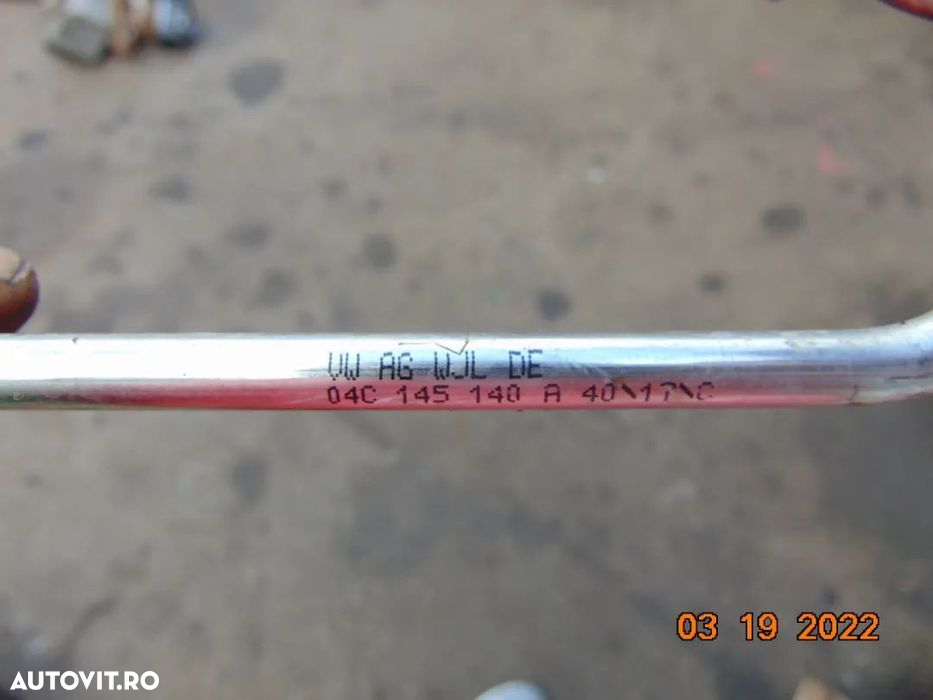 VW AG WJL DE
04C 145 140 A 40\17\
03 19 2022
AUTOVIT.RO